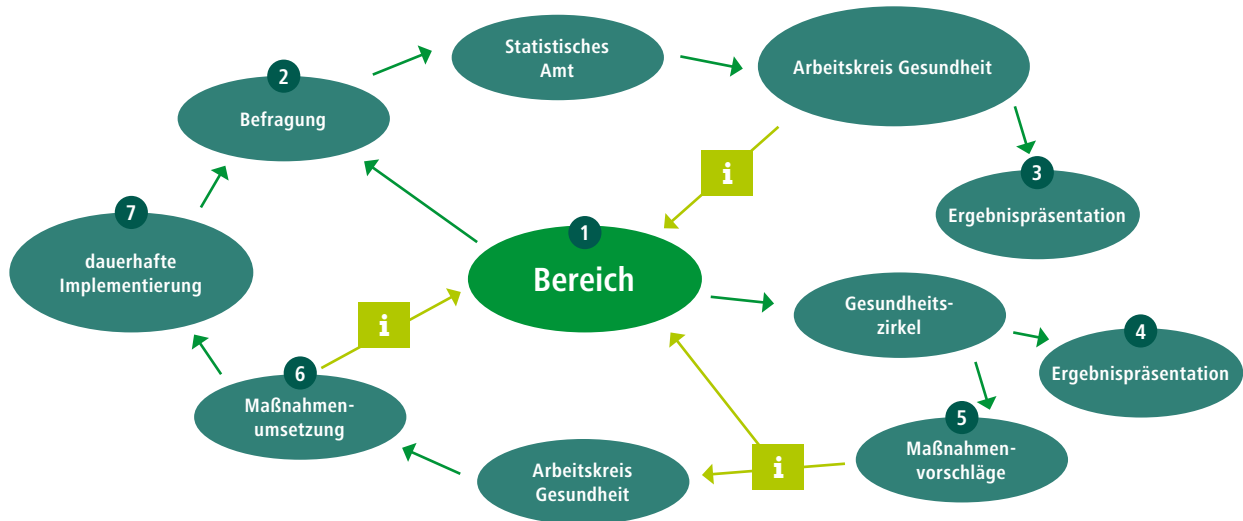 Statistisches
Amt
Arbeitskreis Gesundheit
2
Befragung
i
3
Ergebnispräsentation
7
dauerhafte
Implementierung
1
Bereich
Gesundheits-
zirkel
i
4
Ergebnispräsentation
6
Maßnahmen-
umsetzung
5
Maßnahmen-
vorschläge
i
Arbeitskreis
Gesundheit